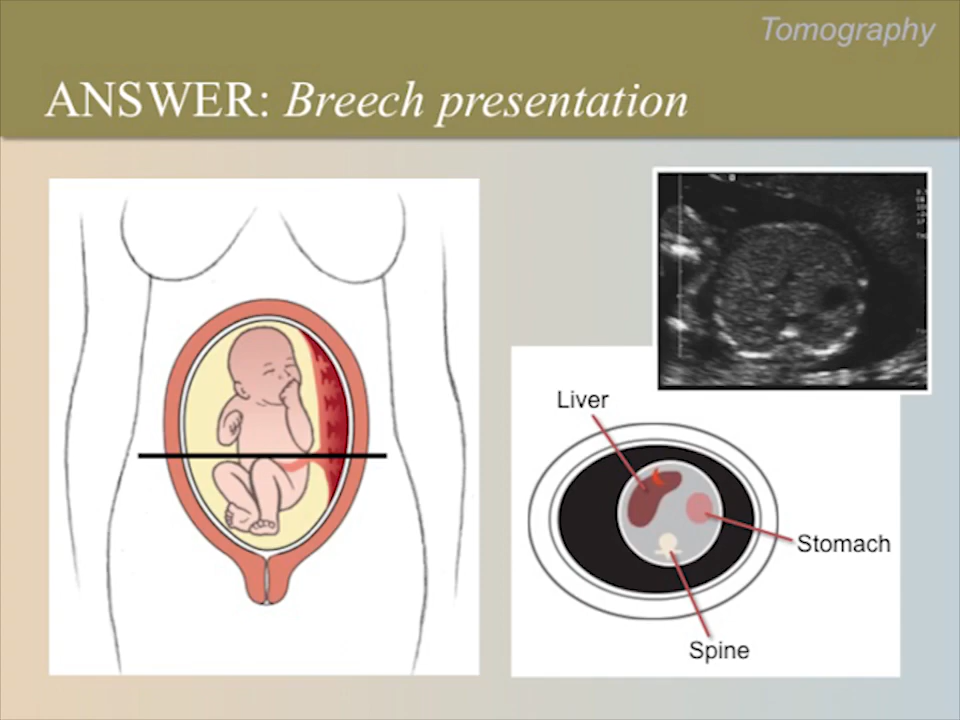 Tomography
ANSWER: Breech presentation
Liver
Stomach
Spine